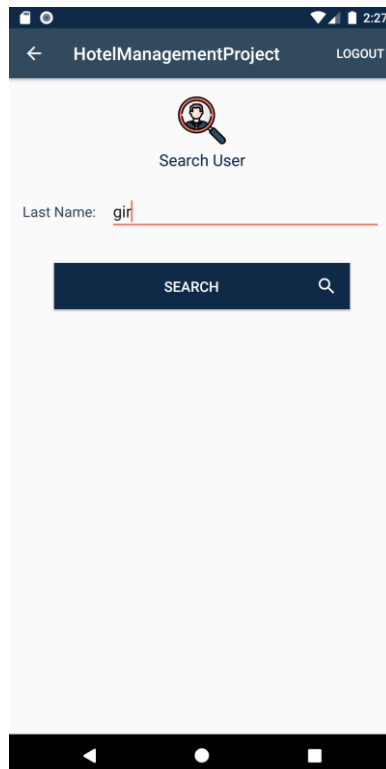 2:27
HotelManagementProject
LOGOUT
Search User
Last Name: gir
SEARCH